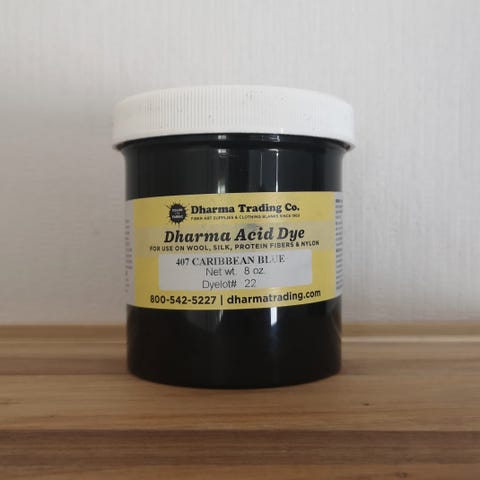 Dharma Trading Co.
FIBER ART SUPPLIES & CLOTHING BLANKS SINCE 1969
Dharma Acid Dye
FOR USE ON WOOL, SILK, PROTEIN FIBERS & NYLON
407 CARIBBEAN BLUE
Net wt. 8 oz.
Dyelot# 22
800-542-5227 | dharmatrading.com